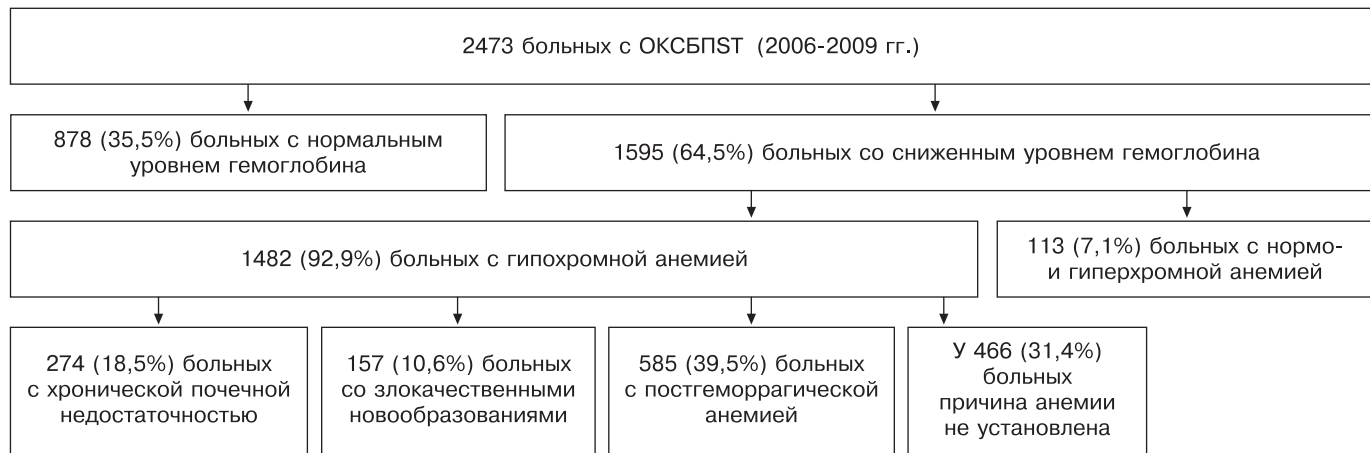 2473 больных с ОКСБПST (2006-2009 гг.)
878 (35,5%) больных с нормальным
уровнем гемоглобина
1595 (64,5%) больных со сниженным уровнем гемоглобина
1482 (92,9%) больных с гипохромной анемией
113 (7,1%) больных с нормо-
и гиперхромной анемией
274 (18,5%) больных
с хронической почечной
недостаточностью
157 (10,6%) больных
со злокачественными
новообразованиями
585 (39,5%) больных
с постгеморрагической
анемией
У 466 (31,4%)
больных
причина анемии
не установлена